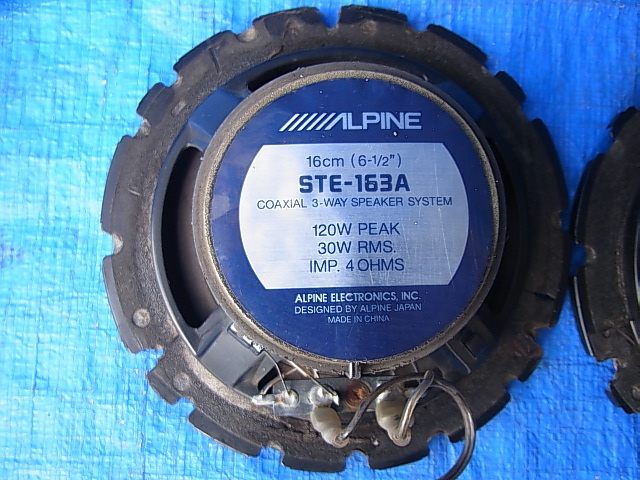 ALPINE
16cm (6-1/2")
STE-163A
COAXIAL 3-WAY SPEAKER SYSTEM
120W PEAK
30W RMS.
IMP. 4 OHMS
ALPINE ELECTRONICS, INC.
DESIGNED BY ALPINE JAPAN
MADE IN CHINA